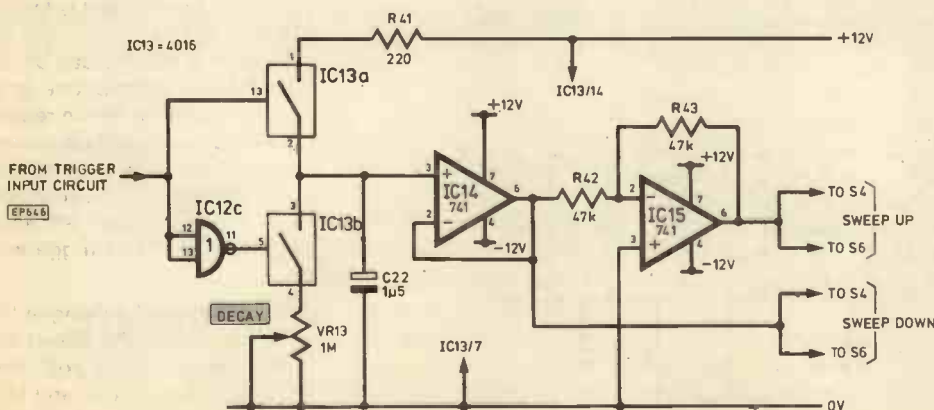 R41
220
IC13 = 4016
+12V
1
IC13a
IC13/14
13
2
R43
47k
+12V
+12V
FROM TRIGGER
INPUT CIRCUIT
EP646
3
+
7
IC14
741
6
2
-
4
-12V
R42
47k
2
-
7
IC15
741
6
3
+
4
-12V
TO S4
SWEEP UP
TO S6
IC12c
3
IC13b
12
13
1
11
5
4
C22
1µ5
TO S4
SWEEP DOWN
TO S6
DECAY
VR13
1M
IC13/7
0V